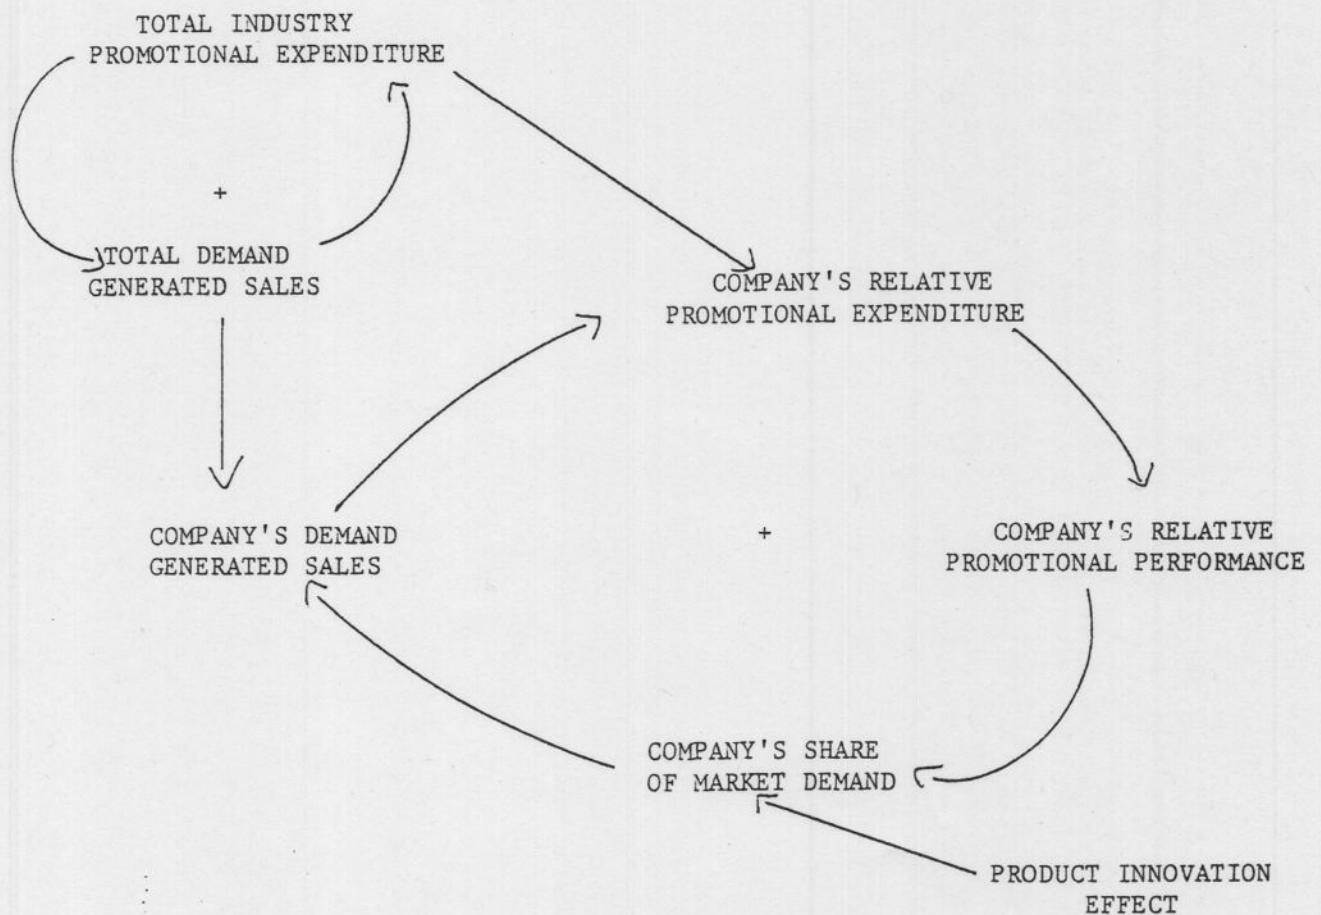 TOTAL INDUSTRY
PROMOTIONAL EXPENDITURE
+
TOTAL DEMAND
GENERATED SALES
COMPANY'S RELATIVE
PROMOTIONAL EXPENDITURE
COMPANY'S DEMAND
GENERATED SALES
+
COMPANY'S RELATIVE
PROMOTIONAL PERFORMANCE
COMPANY'S SHARE
OF MARKET DEMAND
PRODUCT INNOVATION
EFFECT